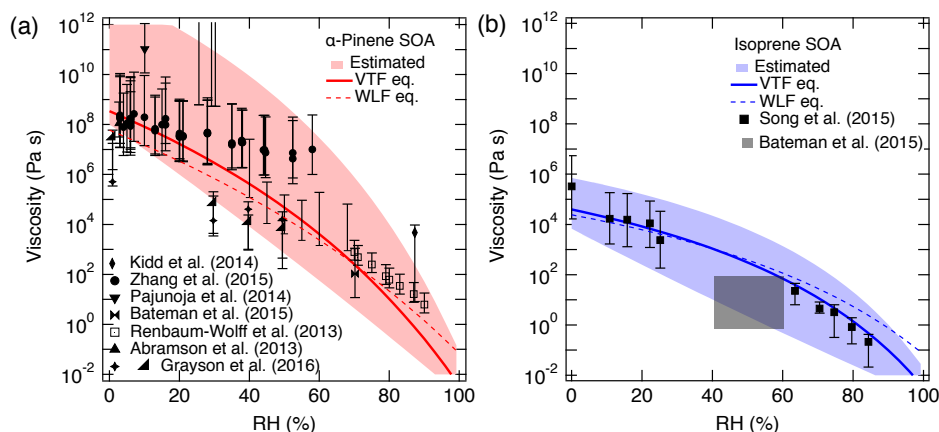 (a)
α-Pinene SOA
Estimated
VTF eq.
WLF eq.
Viscosity (Pa s)
10^12
10^10
10^8
10^6
10^4
10^2
10^0
10^-2
Kidd et al. (2014)
Zhang et al. (2015)
Pajunoja et al. (2014)
Bateman et al. (2015)
Renbaum-Wolff et al. (2013)
Abramson et al. (2013)
Grayson et al. (2016)
0 20 40 60 80 100
RH (%)
(b)
Isoprene SOA
Estimated
VTF eq.
WLF eq.
Song et al. (2015)
Bateman et al. (2015)
Viscosity (Pa s)
10^12
10^10
10^8
10^6
10^4
10^2
10^0
10^-2
0 20 40 60 80 100
RH (%)